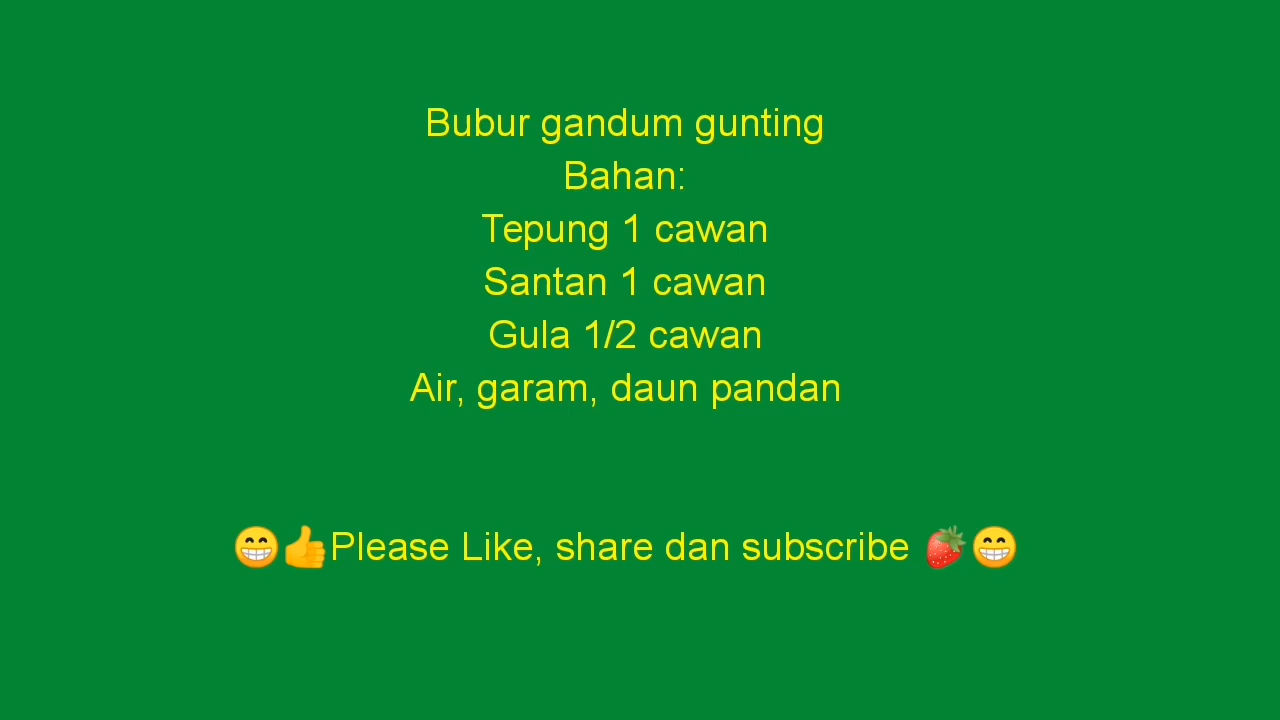 Bubur gandum gunting
Bahan:
Tepung 1 cawan
Santan 1 cawan
Gula 1/2 cawan
Air, garam, daun pandan
😁👍Please Like, share dan subscribe 🍓😁